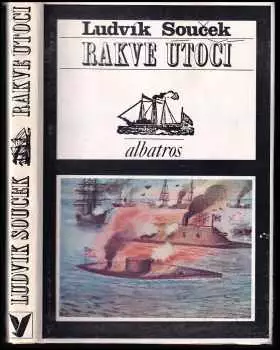 Ludvík Souček
RAKVE ÚTOČÍ
albatros
LUDVÍK SOUČEK
RAKVE ÚTOČÍ